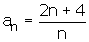 aₙ = (2n + 4)/n